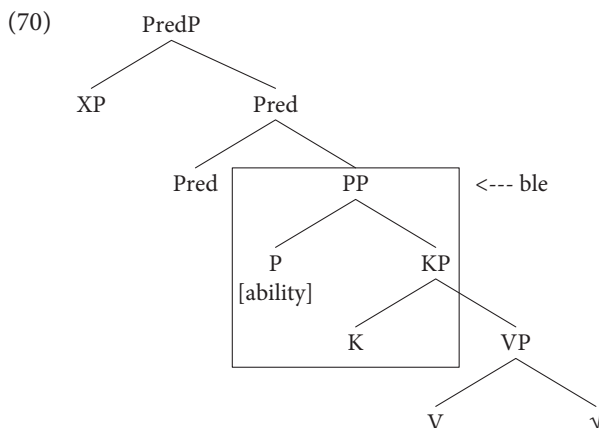 (70) PredP
XP Pred
Pred PP <--- ble
P KP
[ability]
K VP
V √